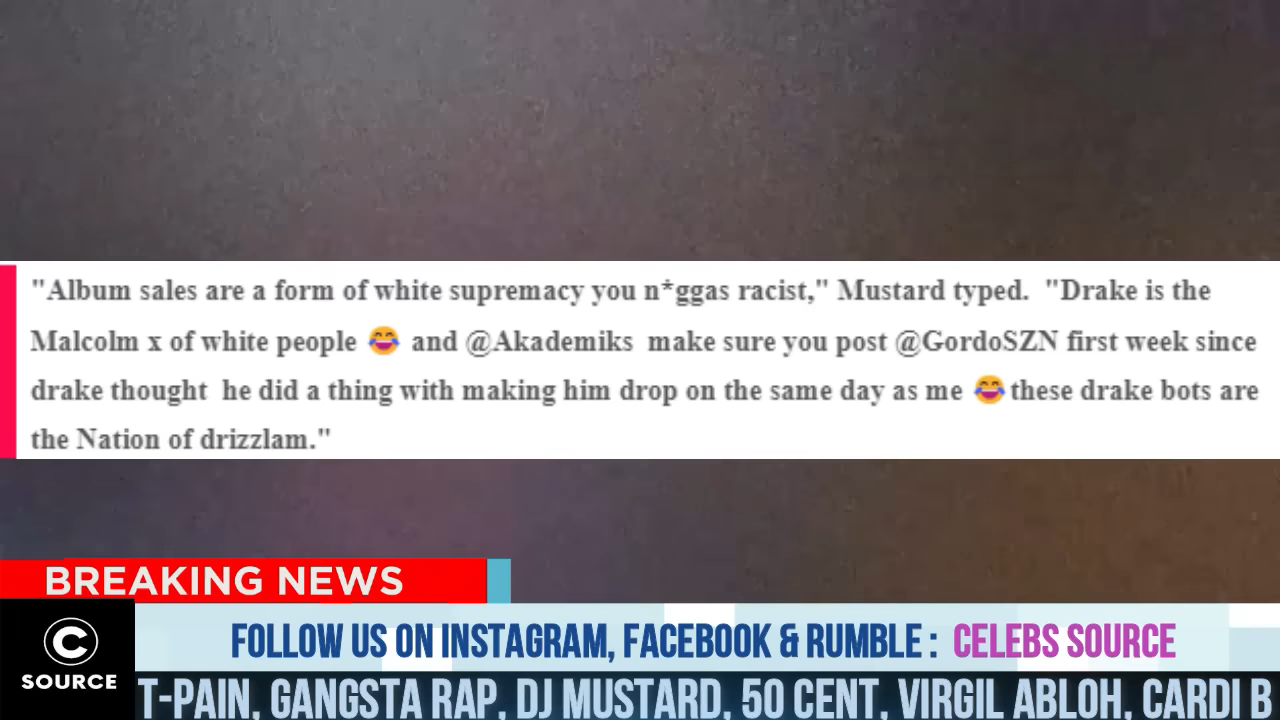 "Album sales are a form of white supremacy you n*ggas racist," Mustard typed. "Drake is the
Malcolm x of white people 😂 and @Akademiks make sure you post @GordoSZN first week since
drake thought he did a thing with making him drop on the same day as me 😂 these drake bots are
the Nation of drizzlam."
BREAKING NEWS
FOLLOW US ON INSTAGRAM, FACEBOOK & RUMBLE : CELEBS SOURCE
C
SOURCE
T-PAIN, GANGSTA RAP, DJ MUSTARD, 50 CENT, VIRGIL ABLOH, CARDI B